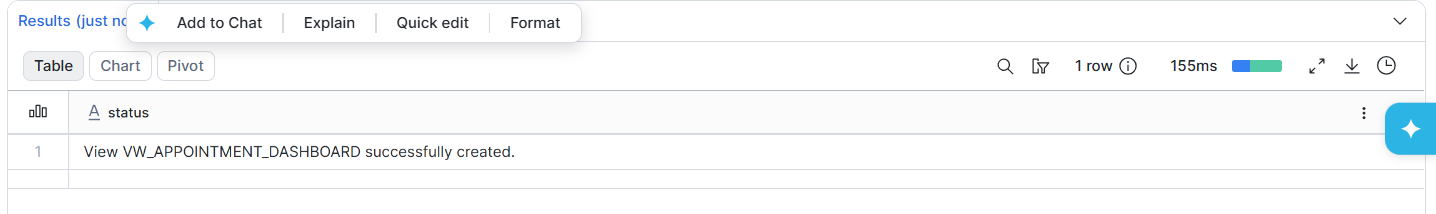 Results (just no
Add to Chat
Explain
Quick edit
Format
Table
Chart
Pivot
1 row
155ms
A status
1 View VW_APPOINTMENT_DASHBOARD successfully created.